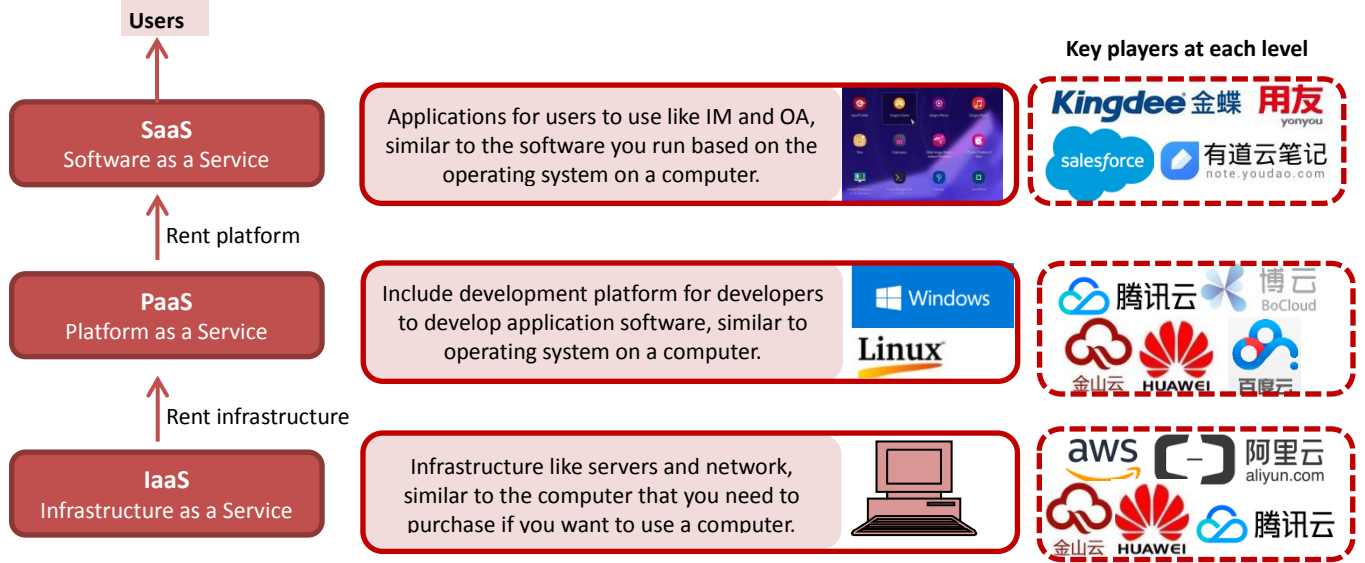 Users
Key players at each level
SaaS
Software as a Service
Applications for users to use like IM and OA,
similar to the software you run based on the
operating system on a computer.
Kingdee 金蝶
用友
yonyou
salesforce
有道云笔记
note.youdao.com
Rent platform
PaaS
Platform as a Service
Include development platform for developers
to develop application software, similar to
operating system on a computer.
Windows
Linux
腾讯云
博云
BoCloud
金山云
HUAWEI
百度云
Rent infrastructure
IaaS
Infrastructure as a Service
Infrastructure like servers and network,
similar to the computer that you need to
purchase if you want to use a computer.
aws
阿里云
aliyun.com
金山云
HUAWEI
腾讯云